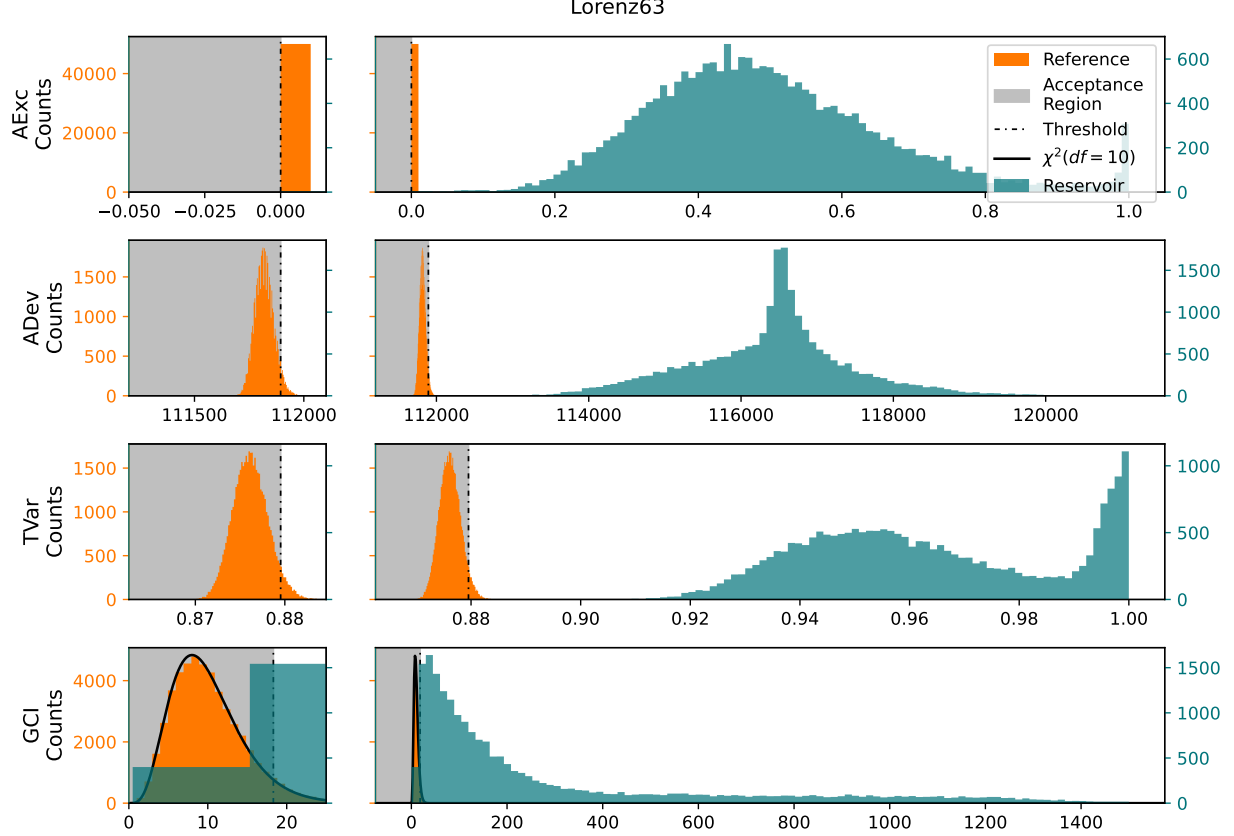 Lorenz63
AExc
Counts
40000
20000
0
−0.050 −0.025 0.000
0.0 0.2 0.4 0.6 0.8 1.0
600
400
200
0
Reference
Acceptance
Region
Threshold
χ²(df = 10)
Reservoir
ADev
Counts
1500
1000
500
0
111500 112000
112000 114000 116000 118000 120000
1500
1000
500
0
TVar
Counts
1500
1000
500
0
0.87 0.88
0.88 0.90 0.92 0.94 0.96 0.98 1.00
1000
500
0
GCI
Counts
4000
2000
0
0 10 20
0 200 400 600 800 1000 1200 1400
1500
1000
500
0